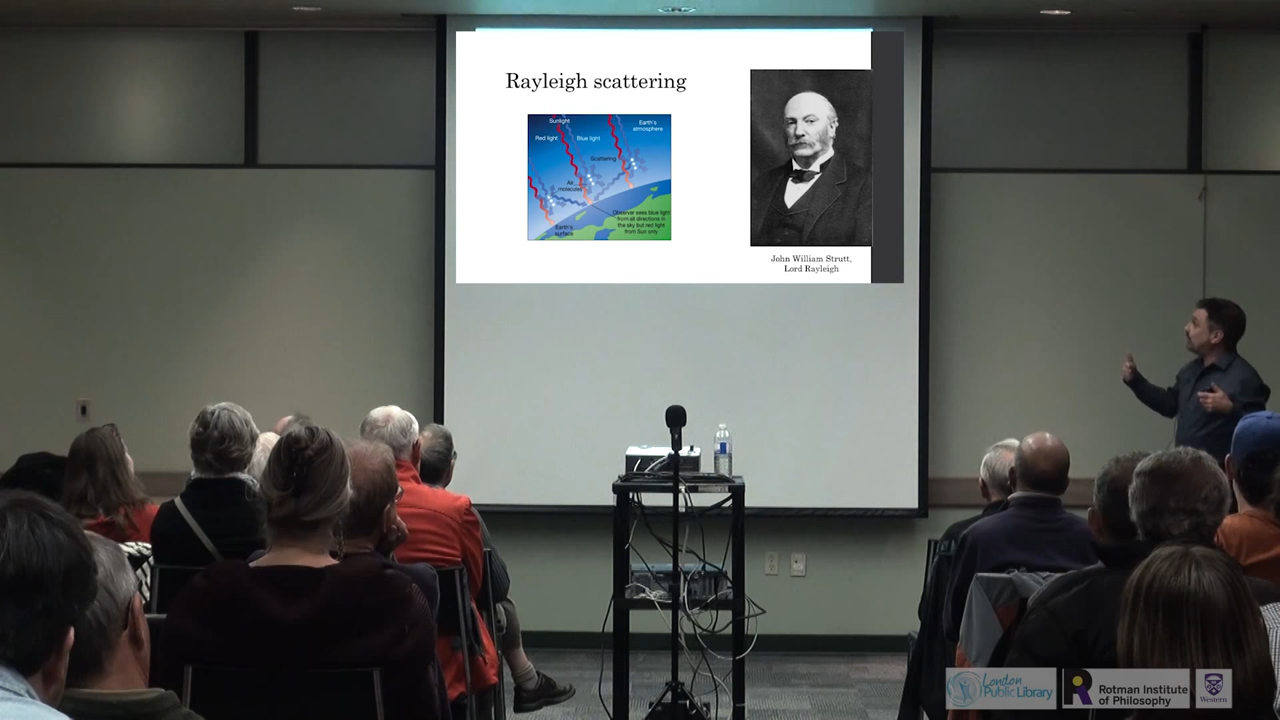 Rayleigh scattering
Sunlight
Earth's
atmosphere
Red light
Blue light
Scattering
Air
molecules
Observer sees blue light
from all directions in
the sky but red light
from Sun only
Earth's
surface
John William Strutt,
Lord Rayleigh
London
Public Library
Rotman Institute
of Philosophy
Western